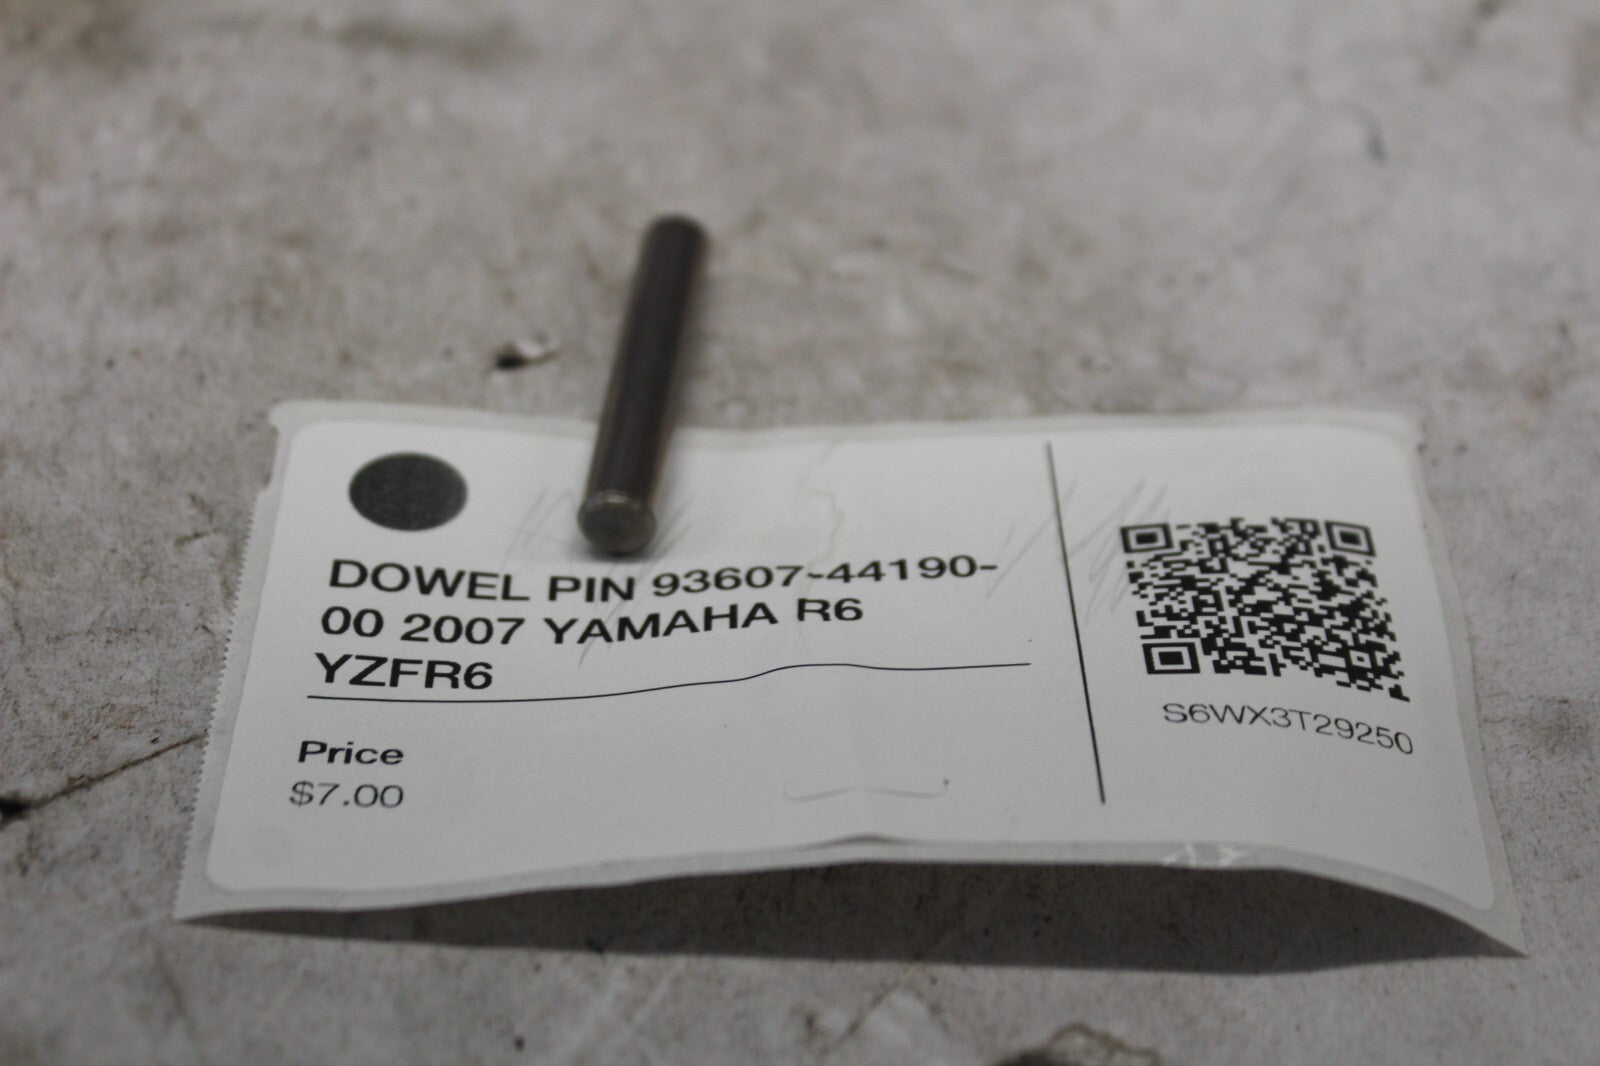 DOWEL PIN 93607-44190-
00 2007 YAMAHA R6
YZFR6
Price
$7.00
S6WX3T29250